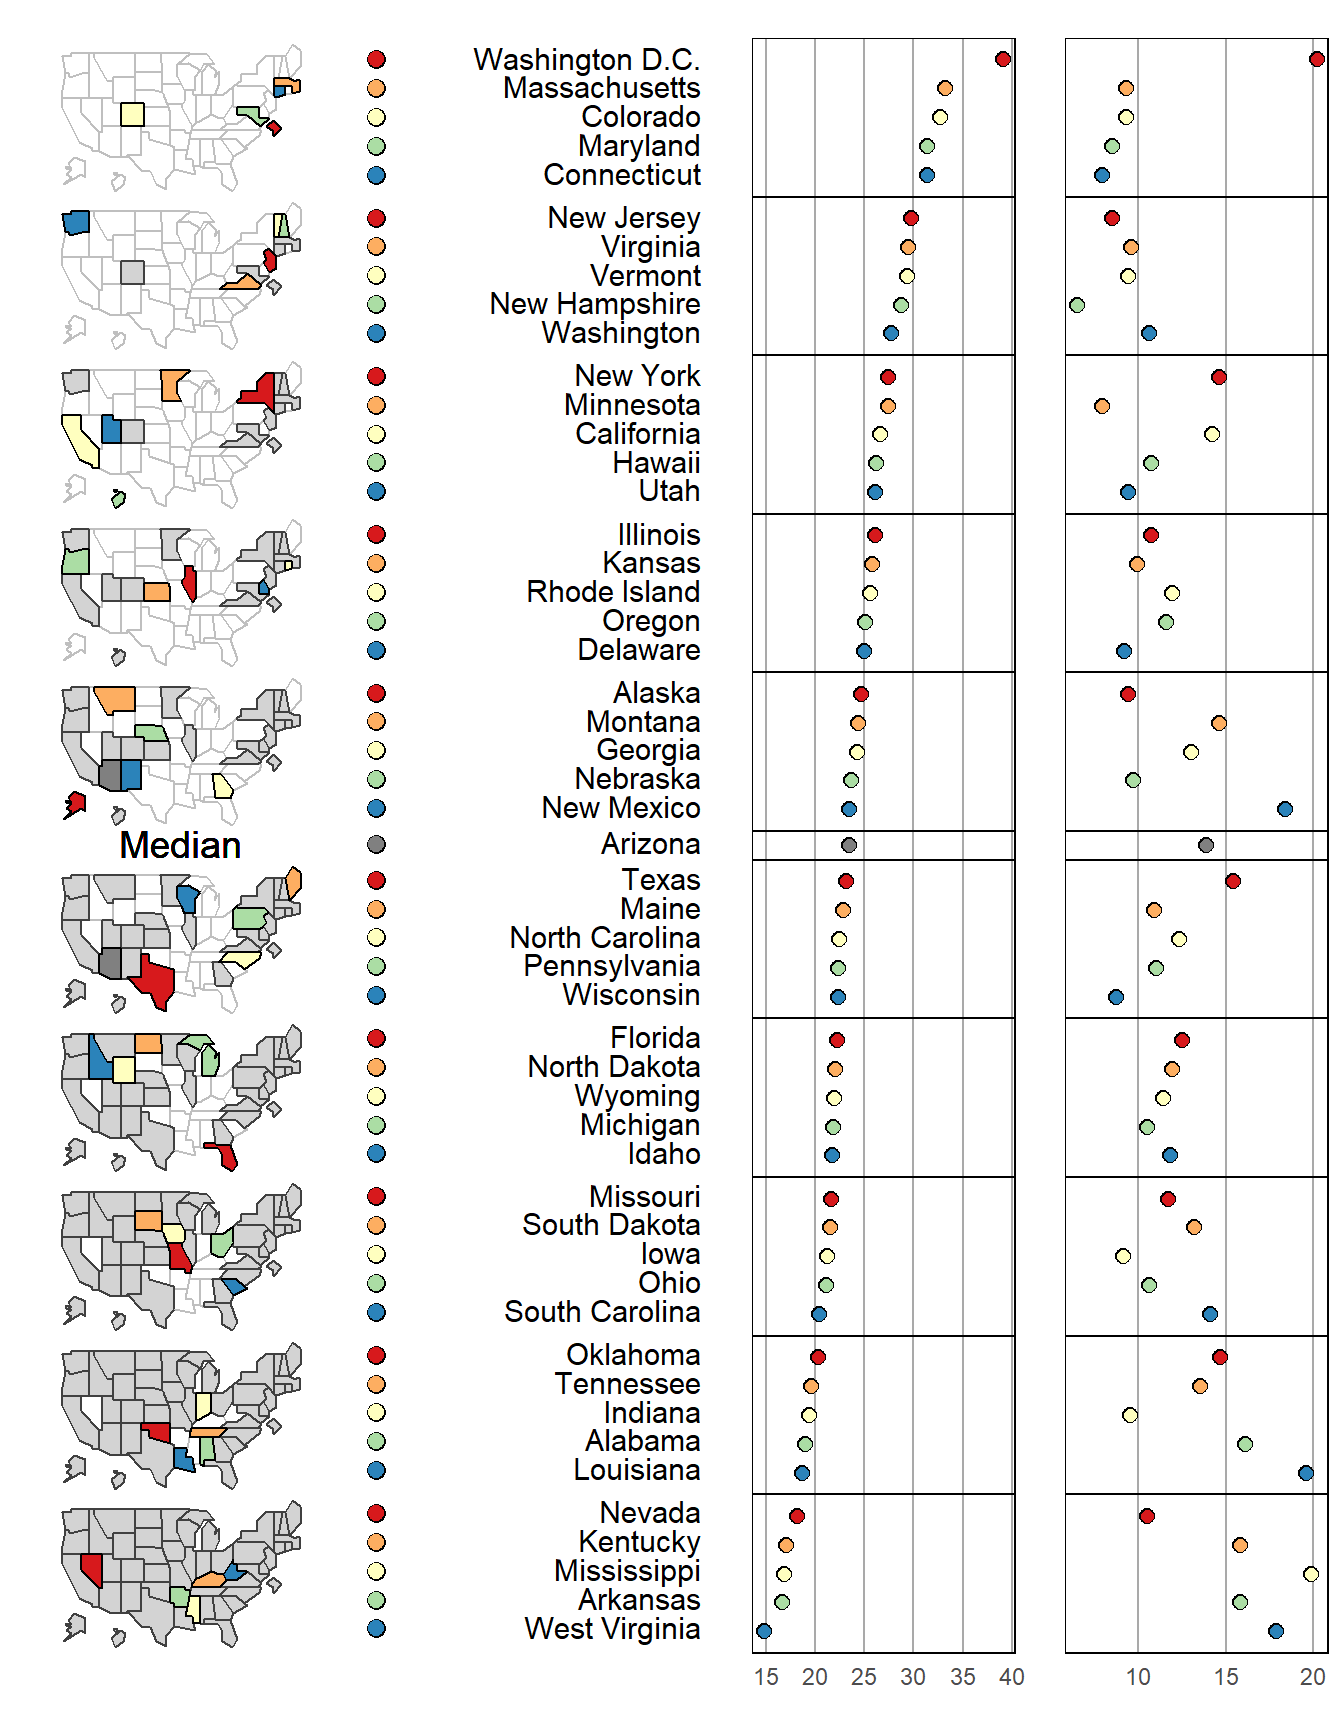 Washington D.C.
Massachusetts
Colorado
Maryland
Connecticut
New Jersey
Virginia
Vermont
New Hampshire
Washington
New York
Minnesota
California
Hawaii
Utah
Illinois
Kansas
Rhode Island
Oregon
Delaware
Alaska
Montana
Georgia
Nebraska
New Mexico
Median Arizona
Texas
Maine
North Carolina
Pennsylvania
Wisconsin
Florida
North Dakota
Wyoming
Michigan
Idaho
Missouri
South Dakota
Iowa
Ohio
South Carolina
Oklahoma
Tennessee
Indiana
Alabama
Louisiana
Nevada
Kentucky
Mississippi
Arkansas
West Virginia
15 20 25 30 35 40 10 15 20